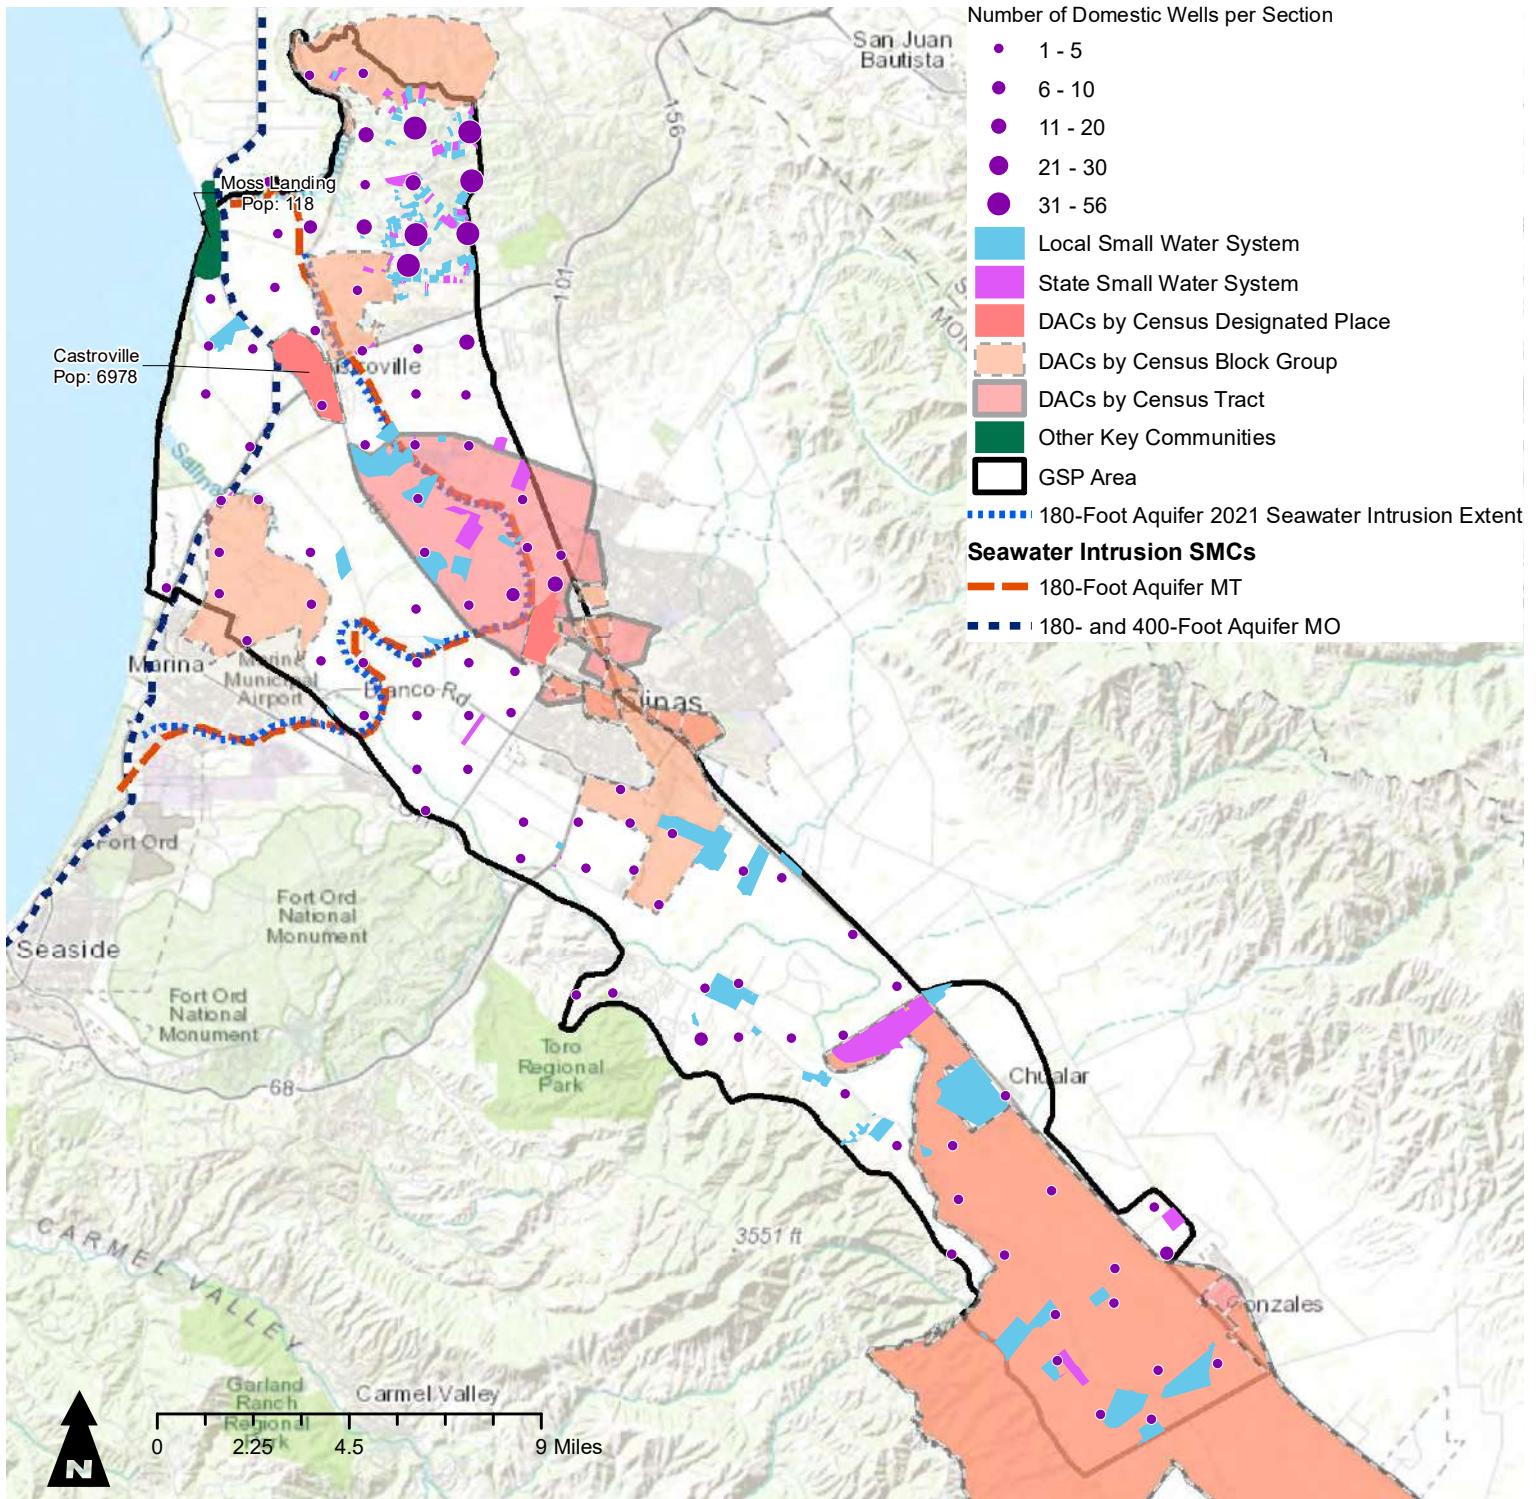 Number of Domestic Wells per Section
1 - 5
6 - 10
11 - 20
21 - 30
31 - 56
Local Small Water System
State Small Water System
DACs by Census Designated Place
DACs by Census Block Group
DACs by Census Tract
Other Key Communities
GSP Area
180-Foot Aquifer 2021 Seawater Intrusion Extent
Seawater Intrusion SMCs
180-Foot Aquifer MT
180- and 400-Foot Aquifer MO
San Juan
Bautista
156
101
Moss Landing
Pop: 118
Castroville
Pop: 6978
Marina
Marina
Municipal
Airport
Blanco Rd
Fort Ord
Fort Ord
National
Monument
Seaside
Fort Ord
National
Monument
Toro
Regional
Park
68
Chualar
3551 ft
CARMEL VALLEY
Gonzales
Garland
Ranch
Regional
Park
Carmel Valley
0
2.25
4.5
9 Miles
N